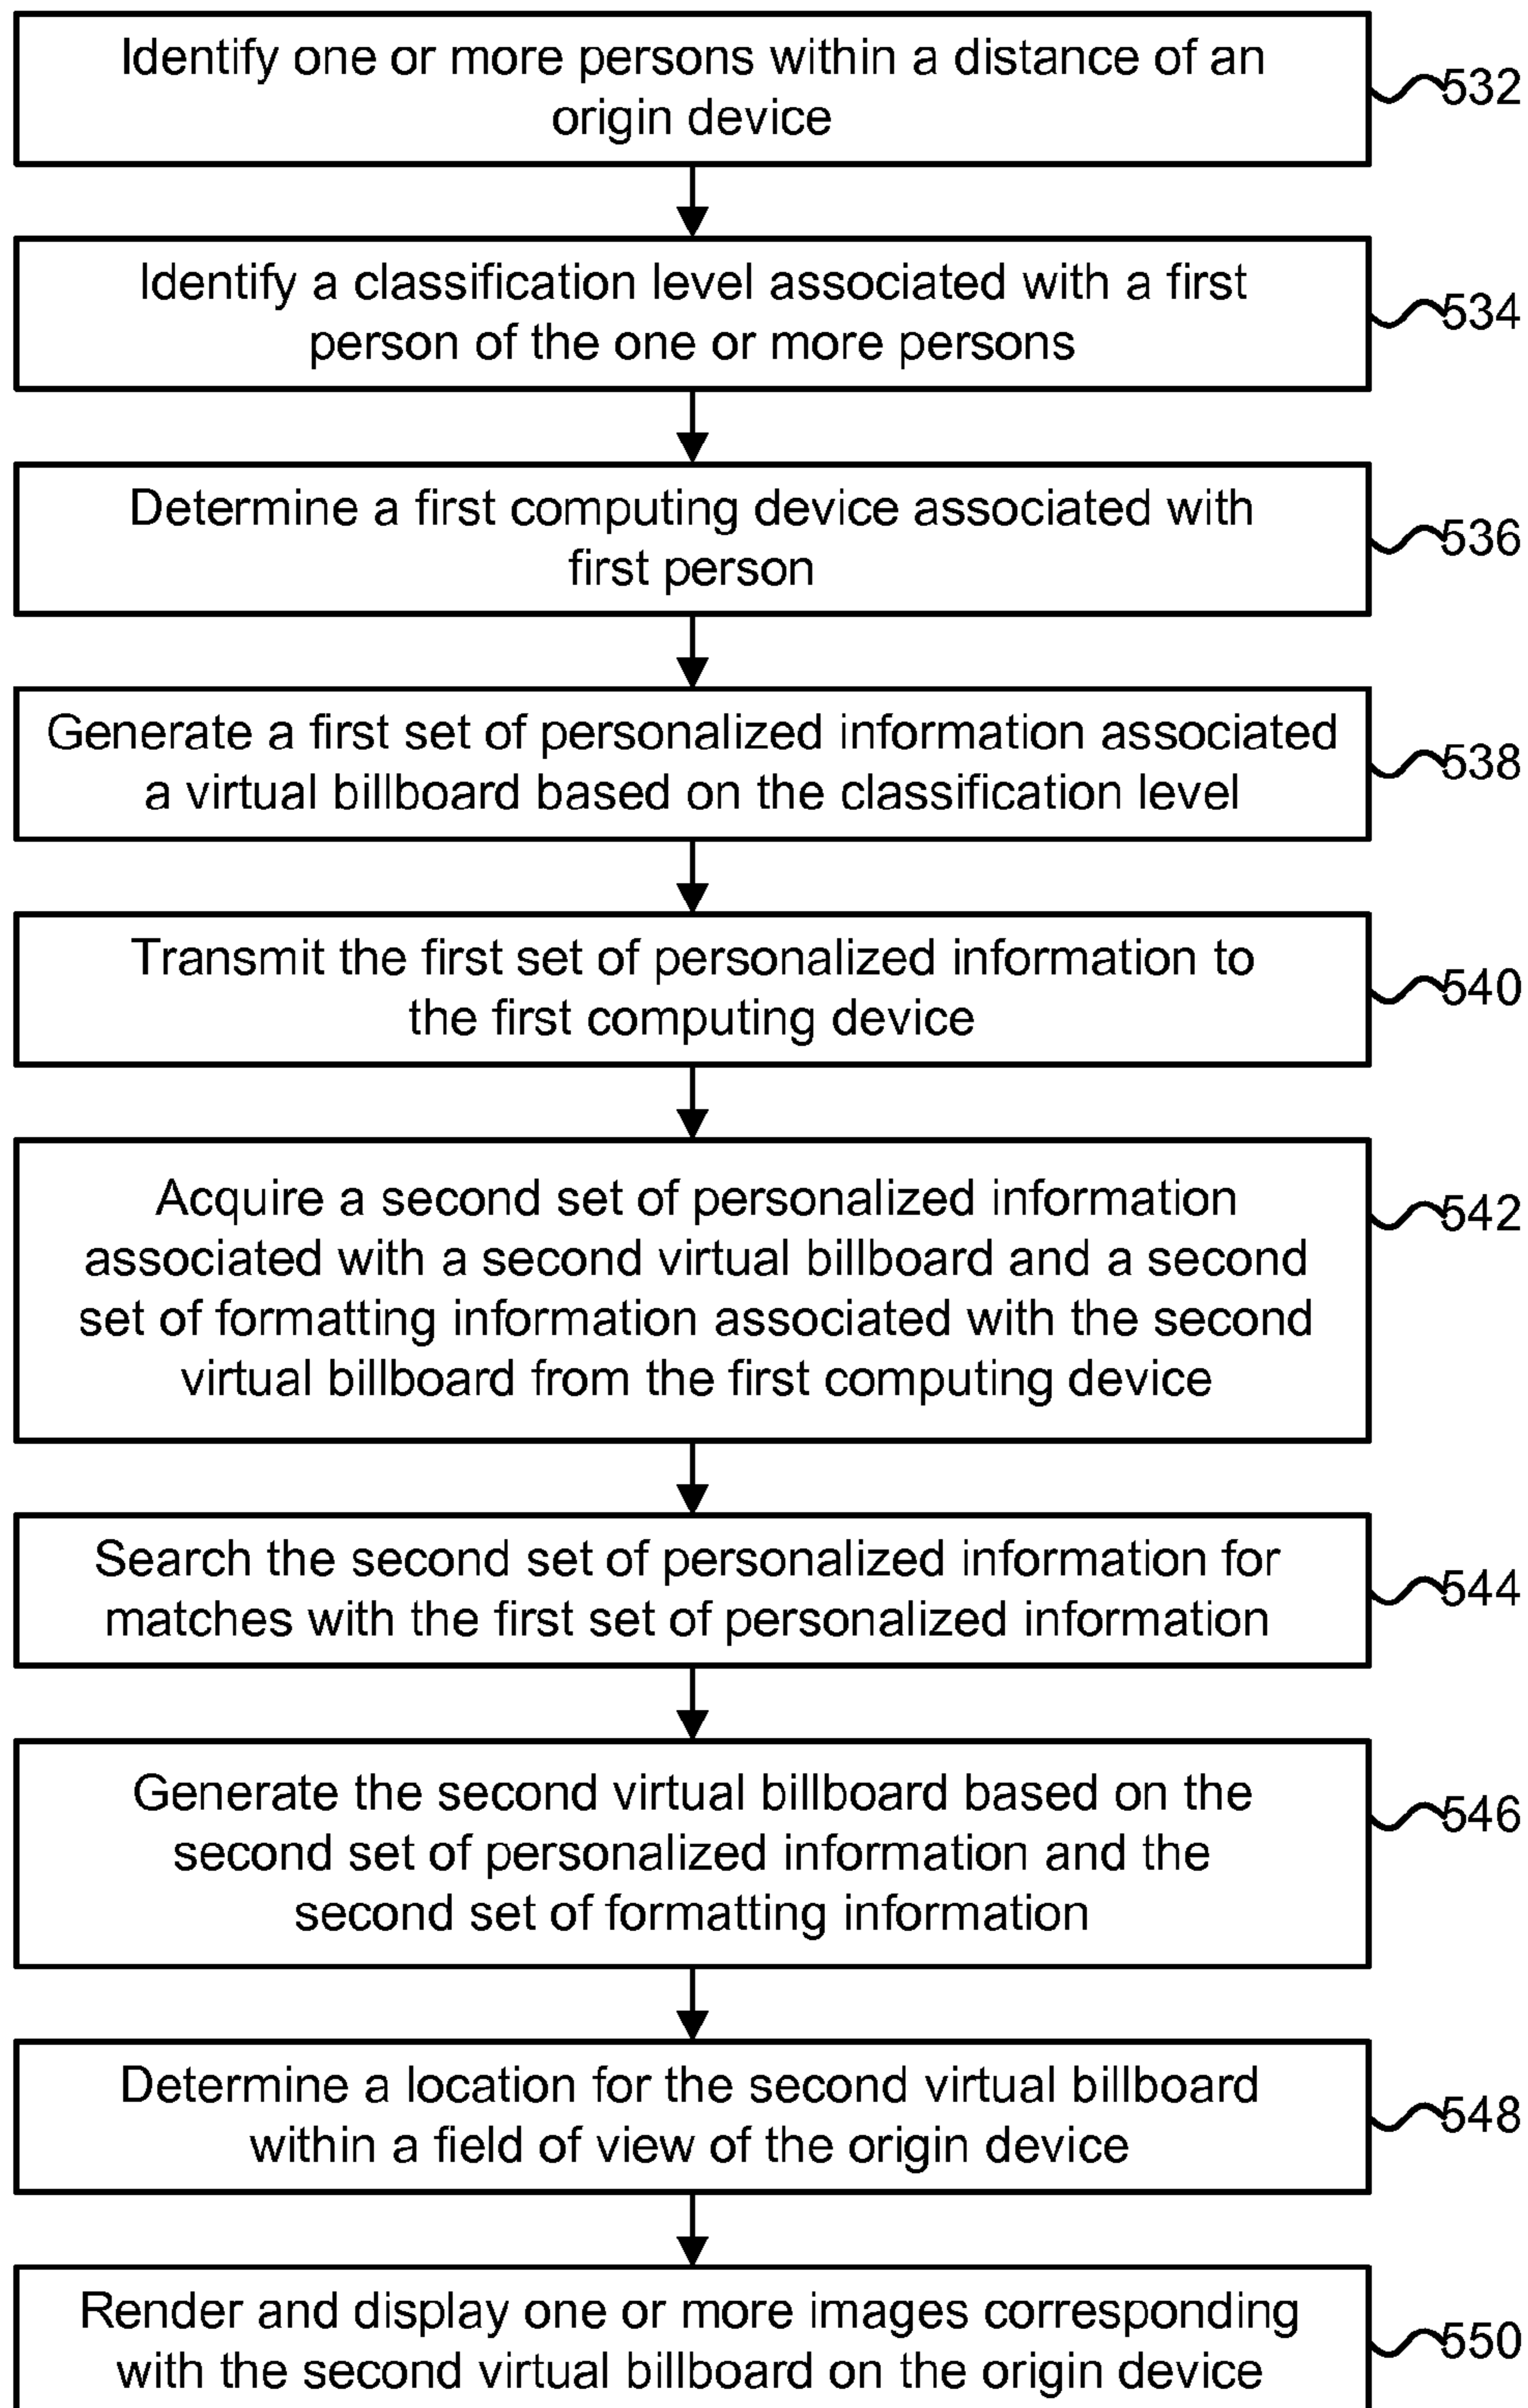 Identify one or more persons within a distance of an
origin device
532
Identify a classification level associated with a first
person of the one or more persons
534
Determine a first computing device associated with
first person
536
Generate a first set of personalized information associated
a virtual billboard based on the classification level
538
Transmit the first set of personalized information to
the first computing device
540
Acquire a second set of personalized information
associated with a second virtual billboard and a second
set of formatting information associated with the second
virtual billboard from the first computing device
542
Search the second set of personalized information for
matches with the first set of personalized information
544
Generate the second virtual billboard based on the
second set of personalized information and the
second set of formatting information
546
Determine a location for the second virtual billboard
within a field of view of the origin device
548
Render and display one or more images corresponding
with the second virtual billboard on the origin device
550